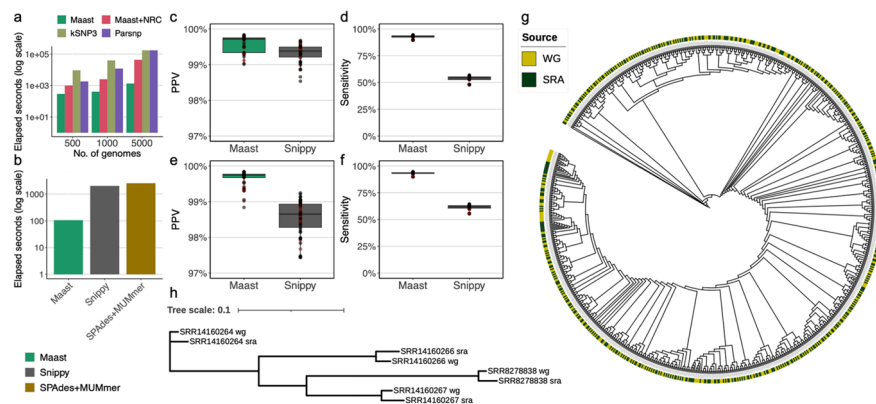 a
Maast
Maast+NRC
kSNP3
Parsnp
Elapsed seconds (log scale)
1e+05
1e+03
1e+01
500
1000
5000
No. of genomes
b
Elapsed seconds (log scale)
1000
100
10
1
Maast
Snippy
SPAdes+MUMmer
Maast
Snippy
SPAdes+MUMmer
c
PPV
100%
99%
98%
97%
Maast
Snippy
d
Sensitivity
100%
75%
50%
25%
0%
Maast
Snippy
e
PPV
100%
99%
98%
97%
Maast
Snippy
f
Sensitivity
100%
75%
50%
25%
0%
Maast
Snippy
g
Source
WG
SRA
h
Tree scale: 0.1
SRR14160264 wg
SRR14160264 sra
SRR14160266 sra
SRR14160266 wg
SRR8278838 wg
SRR8278838 sra
SRR14160267 wg
SRR14160267 sra